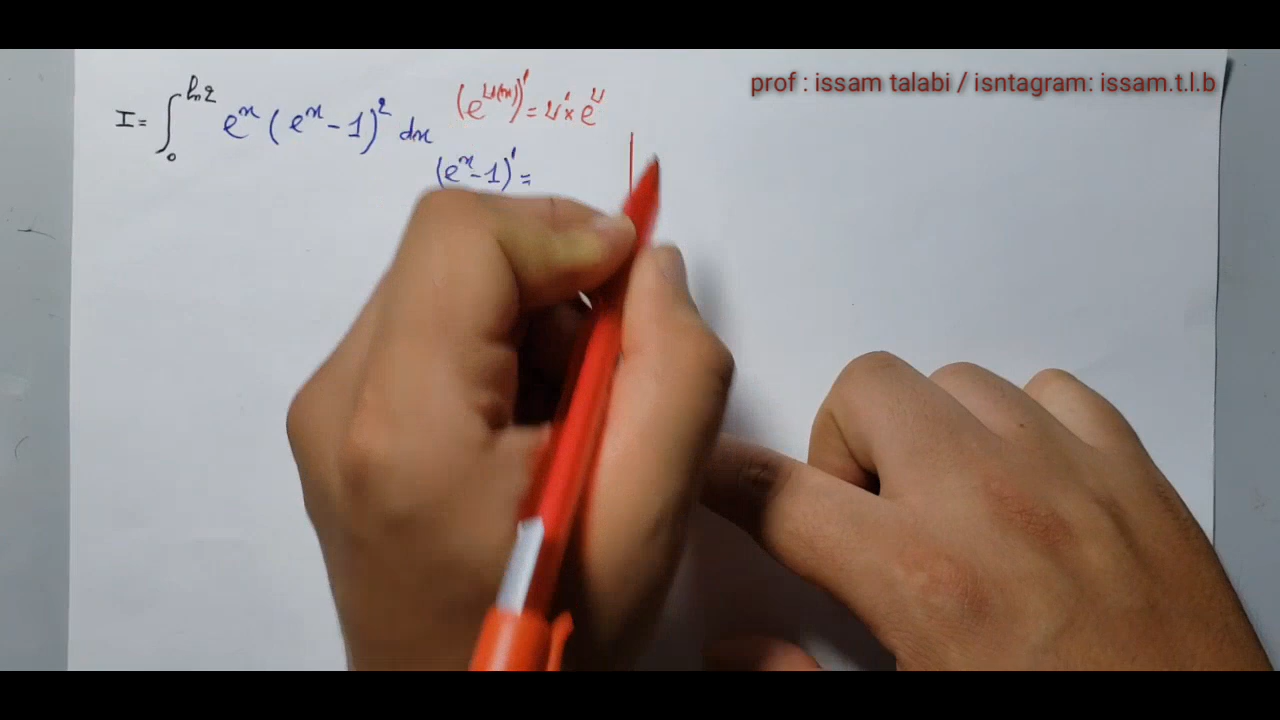 prof : issam talabi / isntagram: issam.t.l.b
I = ∫₀^{ln2} e^x (e^x - 1)^2 dx
(e^{u(x)})' = u' × e^u
(e^x - 1)' =